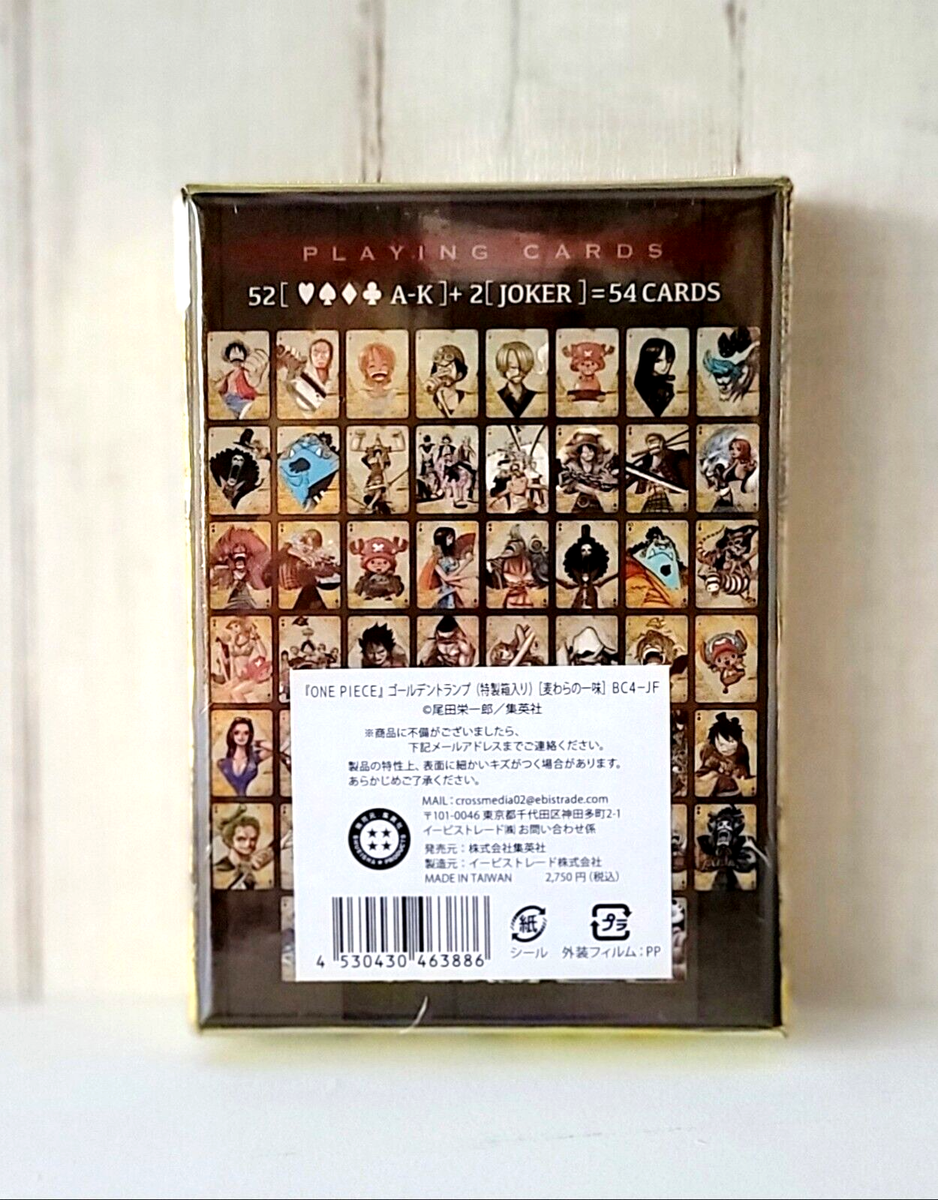 PLAYING CARDS
52[ ♥♠♦♣ A-K ]+ 2[ JOKER ]=54 CARDS
『ONE PIECE』ゴールデントランプ（特製箱入り）[麦わらの一味] BC4-JF
©尾田栄一郎／集英社
※商品に不備がございましたら、
下記メールアドレスまでご連絡ください。
製品の特性上、表面に細かいキズがつく場合があります。
あらかじめご了承ください。
MAIL：crossmedia02@ebistrade.com
〒101-0046 東京都千代田区神田多町2-1
イービストレード㈱ お問い合わせ係
発売元：株式会社集英社
製造元：イービストレード株式会社
MADE IN TAIWAN 2,750円（税込）
SHUEISHA PRODUCTS
4 530430 463886
紙
シール
プラ
外装フィルム：PP